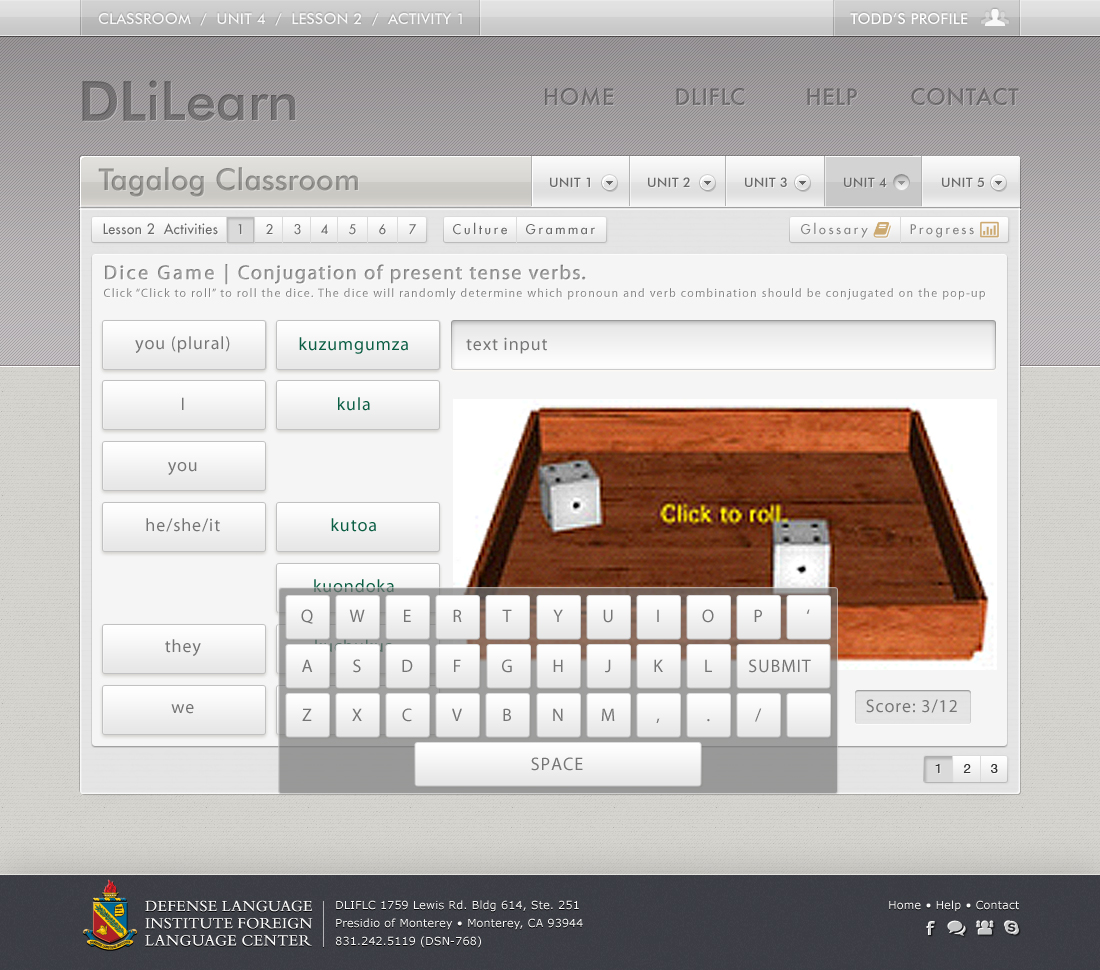 CLASSROOM / UNIT 4 / LESSON 2 / ACTIVITY 1
TODD'S PROFILE
DLiLearn
HOME
DLIFLC
HELP
CONTACT
Tagalog Classroom
UNIT 1
UNIT 2
UNIT 3
UNIT 4
UNIT 5
Lesson 2 Activities 1 2 3 4 5 6 7
Culture
Grammar
Glossary
Progress
Dice Game | Conjugation of present tense verbs.
Click “Click to roll” to roll the dice. The dice will randomly determine which pronoun and verb combination should be conjugated on the pop-up
you (plural)
kuzumgumza
text input
I
kula
you
he/she/it
kutoa
Click to roll.
kuondoka
they
we
Q W E R T Y U I O P ‘
A S D F G H J K L SUBMIT
Z X C V B N M , . /
SPACE
Score: 3/12
1 2 3
DEFENSE LANGUAGE
INSTITUTE FOREIGN
LANGUAGE CENTER
DLIFLC 1759 Lewis Rd. Bldg 614, Ste. 251
Presidio of Monterey • Monterey, CA 93944
831.242.5119 (DSN-768)
Home • Help • Contact